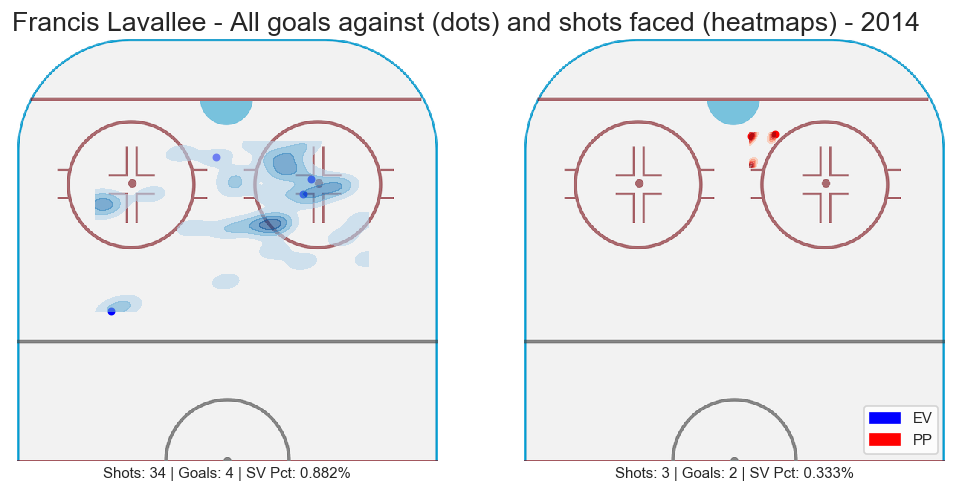 Francis Lavallee - All goals against (dots) and shots faced (heatmaps) - 2014
EV
PP
Shots: 34 | Goals: 4 | SV Pct: 0.882%
Shots: 3 | Goals: 2 | SV Pct: 0.333%